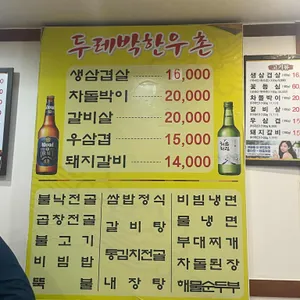 두레박한우촌
생삼겹살 16,000
차돌박이 20,000
갈비살 20,000
우삼겹 15,000
돼지갈비 14,000
불낙전골 쌈밥정식 비빔냉면
곱창전골 갈비탕 물냉면
불고기 통김치전골 부대찌개
비빔밥 차돌된장
뚝불 내장탕 해물순두부
생삼겹살
꽃등심
차돌박이
갈비살
우삼겹
돼지갈비